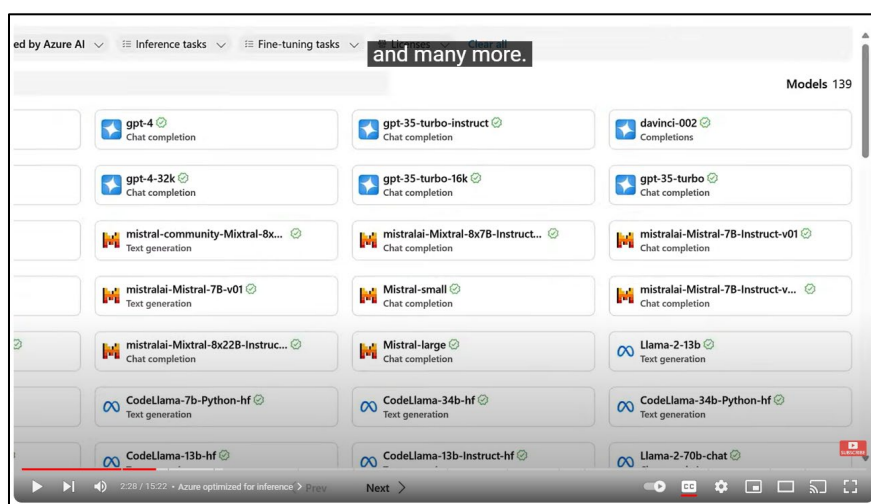 ed by Azure AI
Inference tasks
Fine-tuning tasks
Licenses
Clear all
and many more.
Models 139
gpt-4
Chat completion
gpt-35-turbo-instruct
Chat completion
davinci-002
Completions
gpt-4-32k
Chat completion
gpt-35-turbo-16k
Chat completion
gpt-35-turbo
Chat completion
mistral-community-Mixtral-8x...
Text generation
mistralai-Mixtral-8x7B-Instruct...
Chat completion
mistralai-Mistral-7B-Instruct-v01
Chat completion
mistralai-Mistral-7B-v01
Text generation
Mistral-small
Chat completion
mistralai-Mistral-7B-Instruct-v...
Chat completion
mistralai-Mixtral-8x22B-Instruc...
Chat completion
Mistral-large
Chat completion
Llama-2-13b
Text generation
CodeLlama-7b-Python-hf
Text generation
CodeLlama-34b-hf
Text generation
CodeLlama-34b-Python-hf
Text generation
CodeLlama-13b-hf
CodeLlama-13b-Instruct-hf
Llama-2-70b-chat
SUBSCRIBE
2:28 / 15:22 • Azure optimized for inference >
Prev
Next
CC